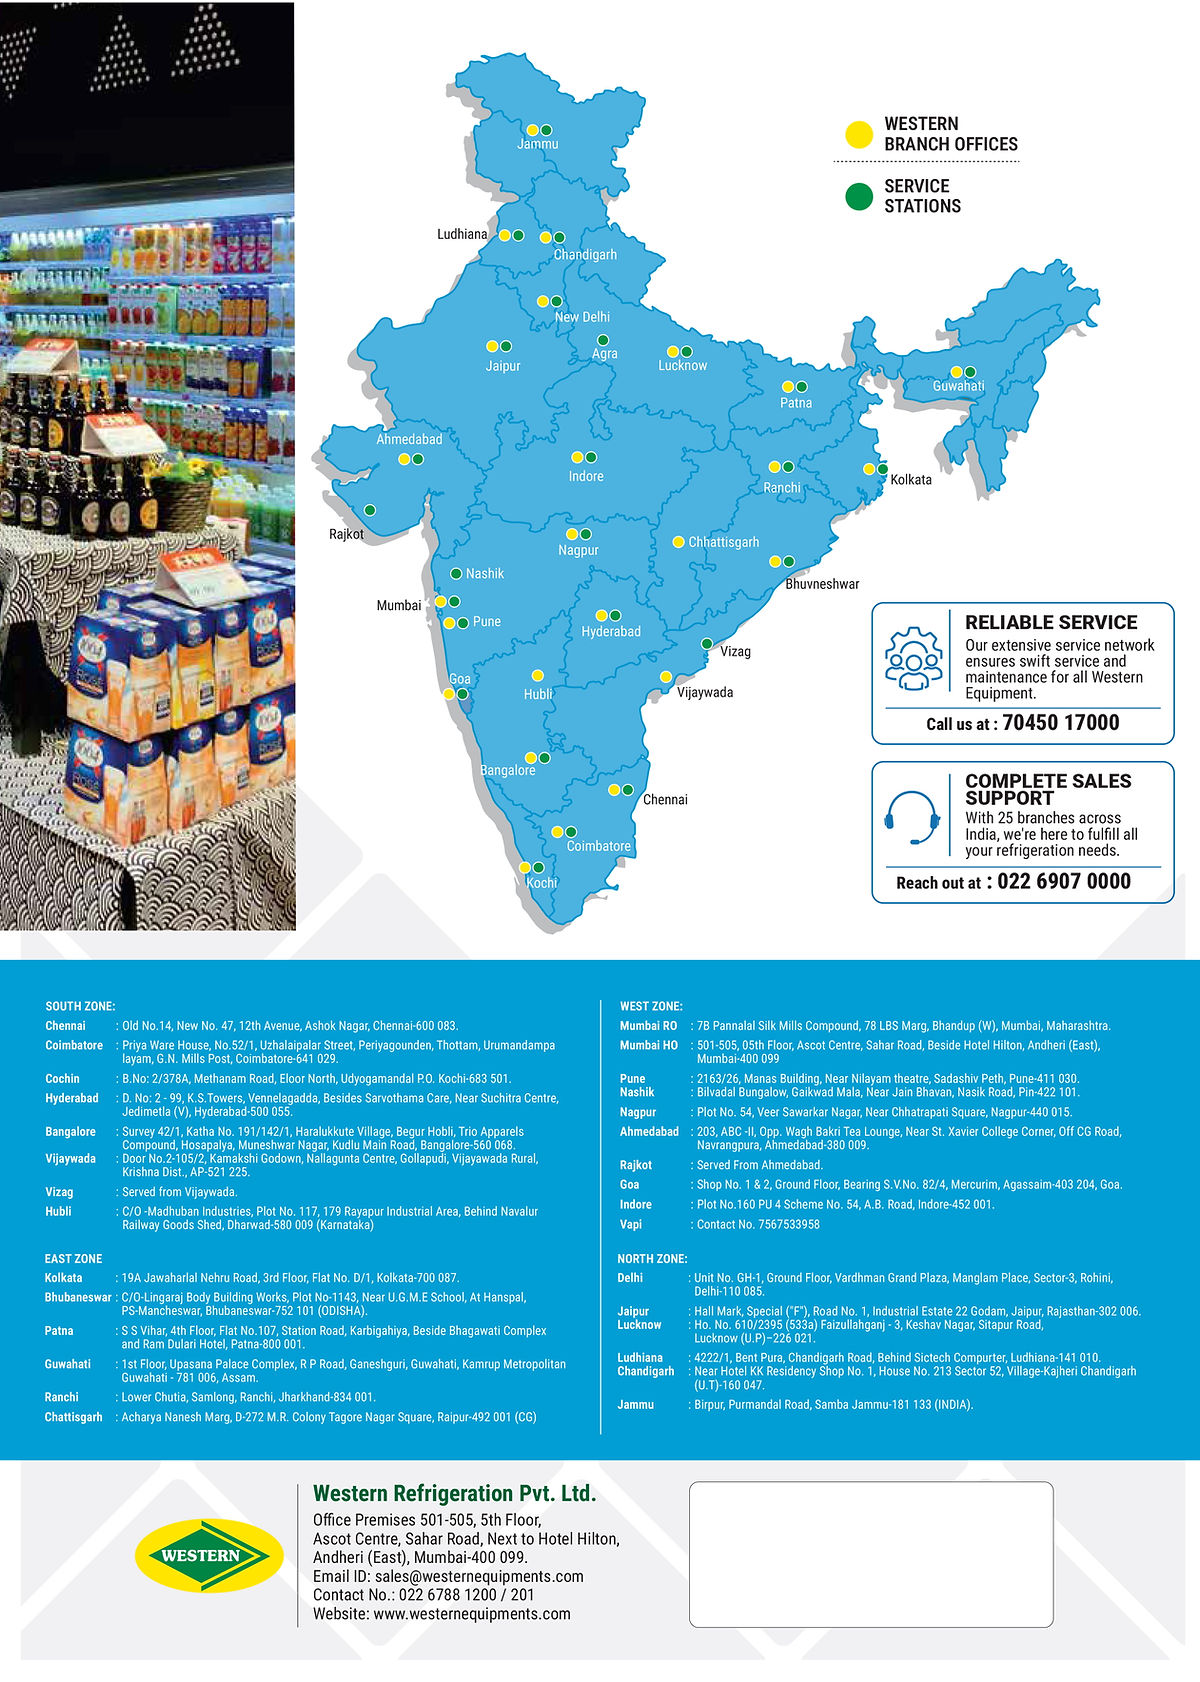 WESTERN
BRANCH OFFICES
SERVICE
STATIONS
Jammu
Ludhiana
Chandigarh
New Delhi
Agra
Jaipur
Lucknow
Guwahati
Patna
Ahmedabad
Indore
Ranchi
Kolkata
Rajkot
Nagpur
Chhattisgarh
Nashik
Bhuvneshwar
Mumbai
Pune
Hyderabad
Vizag
Goa
Hubli
Vijaywada
Bangalore
Chennai
Coimbatore
Kochi
RELIABLE SERVICE
Our extensive service network
ensures swift service and
maintenance for all Western
Equipment.
Call us at : 70450 17000
COMPLETE SALES
SUPPORT
With 25 branches across
India, we're here to fulfill all
your refrigeration needs.
Reach out at : 022 6907 0000
SOUTH ZONE:
Chennai : Old No.14, New No. 47, 12th Avenue, Ashok Nagar, Chennai-600 083.
Coimbatore : Priya Ware House, No.52/1, Uzhalaipalar Street, Periyagounden, Thottam, Urumandampa
layam, G.N. Mills Post, Coimbatore-641 029.
Cochin : B.No: 2/378A, Methanam Road, Eloor North, Udyogamandal P.O. Kochi-683 501.
Hyderabad : D. No: 2 - 99, K.S.Towers, Vennelagadda, Besides Sarvothama Care, Near Suchitra Centre,
Jedimetla (V), Hyderabad-500 055.
Bangalore : Survey 42/1, Katha No. 191/142/1, Haralukkute Village, Begur Hobli, Trio Apparels
Compound, Hosapalya, Muneshwar Nagar, Kudlu Main Road, Bangalore-560 068.
Vijaywada : Door No.2-105/2, Kamakshi Godown, Nallagunta Centre, Gollapudi, Vijayawada Rural,
Krishna Dist., AP-521 225.
Vizag : Served from Vijaywada.
Hubli : C/O -Madhuban Industries, Plot No. 117, 179 Rayapur Industrial Area, Behind Navalur
Railway Goods Shed, Dharwad-580 009 (Karnataka)
EAST ZONE
Kolkata : 19A Jawaharlal Nehru Road, 3rd Floor, Flat No. D/1, Kolkata-700 087.
Bhubaneswar : C/O-Lingaraj Body Building Works, Plot No-1143, Near U.G.M.E School, At Hanspal,
PS-Mancheswar, Bhubaneswar-752 101 (ODISHA).
Patna : S S Vihar, 4th Floor, Flat No.107, Station Road, Karbigahiya, Beside Bhagawati Complex
and Ram Dulari Hotel, Patna-800 001.
Guwahati : 1st Floor, Upasana Palace Complex, R P Road, Ganeshguri, Guwahati, Kamrup Metropolitan
Guwahati - 781 006, Assam.
Ranchi : Lower Chutia, Samlong, Ranchi, Jharkhand-834 001.
Chattisgarh : Acharya Nanesh Marg, D-272 M.R. Colony Tagore Nagar Square, Raipur-492 001 (CG)
WEST ZONE:
Mumbai RO : 7B Pannalal Silk Mills Compound, 78 LBS Marg, Bhandup (W), Mumbai, Maharashtra.
Mumbai HO : 501-505, 05th Floor, Ascot Centre, Sahar Road, Beside Hotel Hilton, Andheri (East),
Mumbai-400 099
Pune : 2163/26, Manas Building, Near Nilayam theatre, Sadashiv Peth, Pune-411 030.
Nashik : Bilvadal Bungalow, Gaikwad Mala, Near Jain Bhavan, Nasik Road, Pin-422 101.
Nagpur : Plot No. 54, Veer Sawarkar Nagar, Near Chhatrapati Square, Nagpur-440 015.
Ahmedabad : 203, ABC -II, Opp. Wagh Bakri Tea Lounge, Near St. Xavier College Corner, Off CG Road,
Navrangpura, Ahmedabad-380 009.
Rajkot : Served From Ahmedabad.
Goa : Shop No. 1 & 2, Ground Floor, Bearing S.V.No. 82/4, Mercurim, Agassaim-403 204, Goa.
Indore : Plot No.160 PU 4 Scheme No. 54, A.B. Road, Indore-452 001.
Vapi : Contact No. 7567533958
NORTH ZONE:
Delhi : Unit No. GH-1, Ground Floor, Vardhman Grand Plaza, Manglam Place, Sector-3, Rohini,
Delhi-110 085.
Jaipur : Hall Mark, Special ("F"), Road No. 1, Industrial Estate 22 Godam, Jaipur, Rajasthan-302 006.
Lucknow : Ho. No. 610/2395 (533a) Faizullahganj - 3, Keshav Nagar, Sitapur Road,
Lucknow (U.P)–226 021.
Ludhiana : 4222/1, Bent Pura, Chandigarh Road, Behind Sictech Compurter, Ludhiana-141 010.
Chandigarh : Near Hotel KK Residency Shop No. 1, House No. 213 Sector 52, Village-Kajheri Chandigarh
(U.T)-160 047.
Jammu : Birpur, Purmandal Road, Samba Jammu-181 133 (INDIA).
WESTERN
Western Refrigeration Pvt. Ltd.
Office Premises 501-505, 5th Floor,
Ascot Centre, Sahar Road, Next to Hotel Hilton,
Andheri (East), Mumbai-400 099.
Email ID: sales@westernequipments.com
Contact No.: 022 6788 1200 / 201
Website: www.westernequipments.com